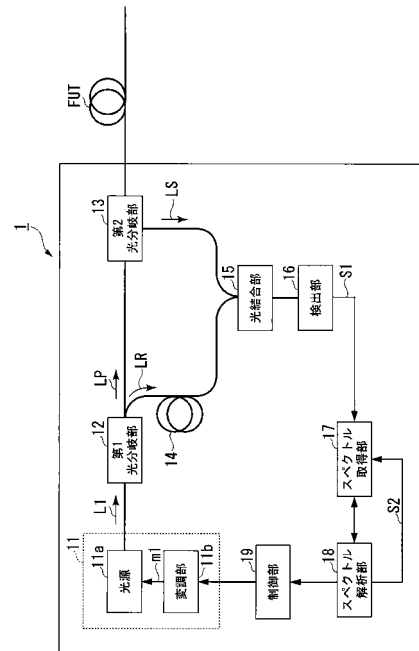 1
FUT
11
11a
光源
m1
変調部
11b
L1
12
第1
光分岐部
LP
LR
14
13
第2
光分岐部
LS
15
光結合部
16
検出部
S1
17
スペクトル
取得部
18
スペクトル
解析部
S2
19
制御部